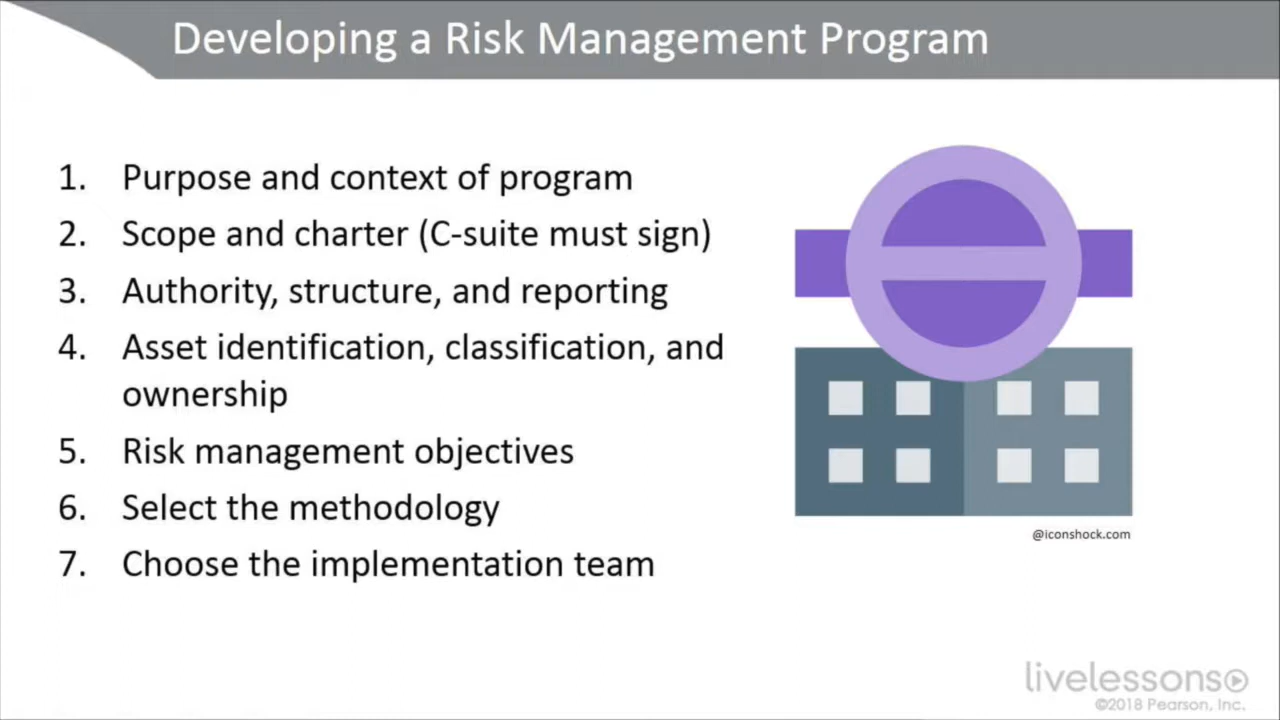 Developing a Risk Management Program
1. Purpose and context of program
2. Scope and charter (C-suite must sign)
3. Authority, structure, and reporting
4. Asset identification, classification, and
ownership
5. Risk management objectives
6. Select the methodology
7. Choose the implementation team
@iconshock.com
livelessons
©2018 Pearson, Inc.